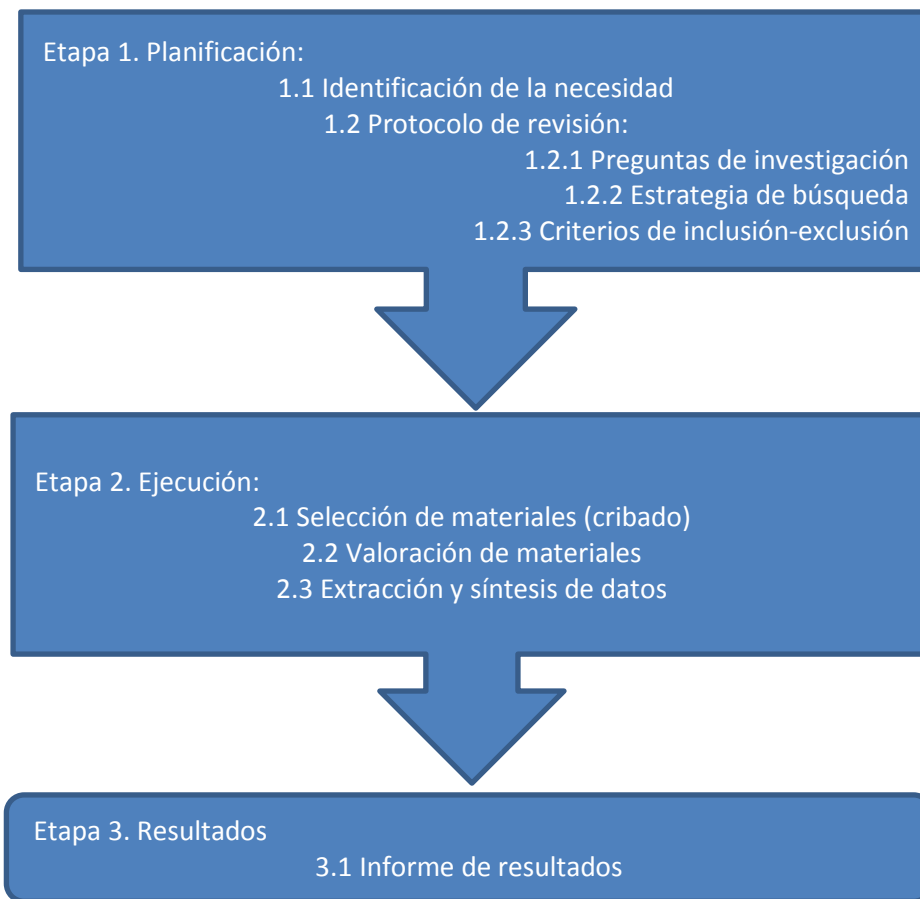 Etapa 1. Planificación:
1.1 Identificación de la necesidad
1.2 Protocolo de revisión:
1.2.1 Preguntas de investigación
1.2.2 Estrategia de búsqueda
1.2.3 Criterios de inclusión-exclusión
Etapa 2. Ejecución:
2.1 Selección de materiales (cribado)
2.2 Valoración de materiales
2.3 Extracción y síntesis de datos
Etapa 3. Resultados
3.1 Informe de resultados